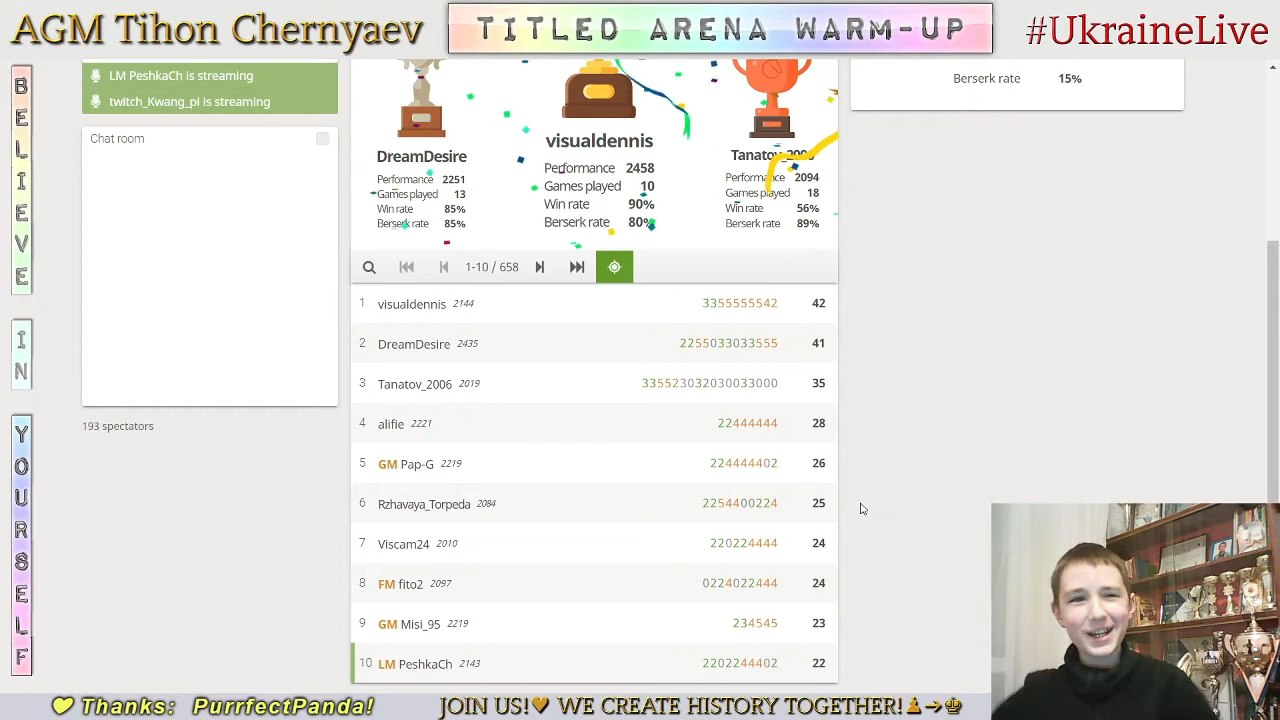 AGM Tihon Chernyaev
TITLED ARENA WARM-UP
#UkraineLive
BELIEVE
IN
YOURSELF
LM PeshkaCh is streaming
twitch_Kwang_pi is streaming
Chat room
193 spectators
DreamDesire
Performance 2251
Games played 13
Win rate 85%
Berserk rate 85%
visualdennis
Performance 2458
Games played 10
Win rate 90%
Berserk rate 80%
Tanatov_2006
Performance 2094
Games played 18
Win rate 56%
Berserk rate 89%
Berserk rate 15%
1-10 / 658
1 visualdennis 2144 3355555542 42
2 DreamDesire 2435 2255033033555 41
3 Tanatov_2006 2019 335523032030033000 35
4 alifie 2221 22444444 28
5 GM Pap-G 2219 224444402 26
6 Rzhavaya_Torpeda 2084 2254400224 25
7 Viscam24 2010 220224444 24
8 FM fito2 2097 0224022444 24
9 GM Misi_95 2219 234545 23
10 LM PeshkaCh 2143 2202244402 22
Thanks: PurrfectPanda!
JOIN US!🧡 WE CREATE HISTORY TOGETHER!♟→♔